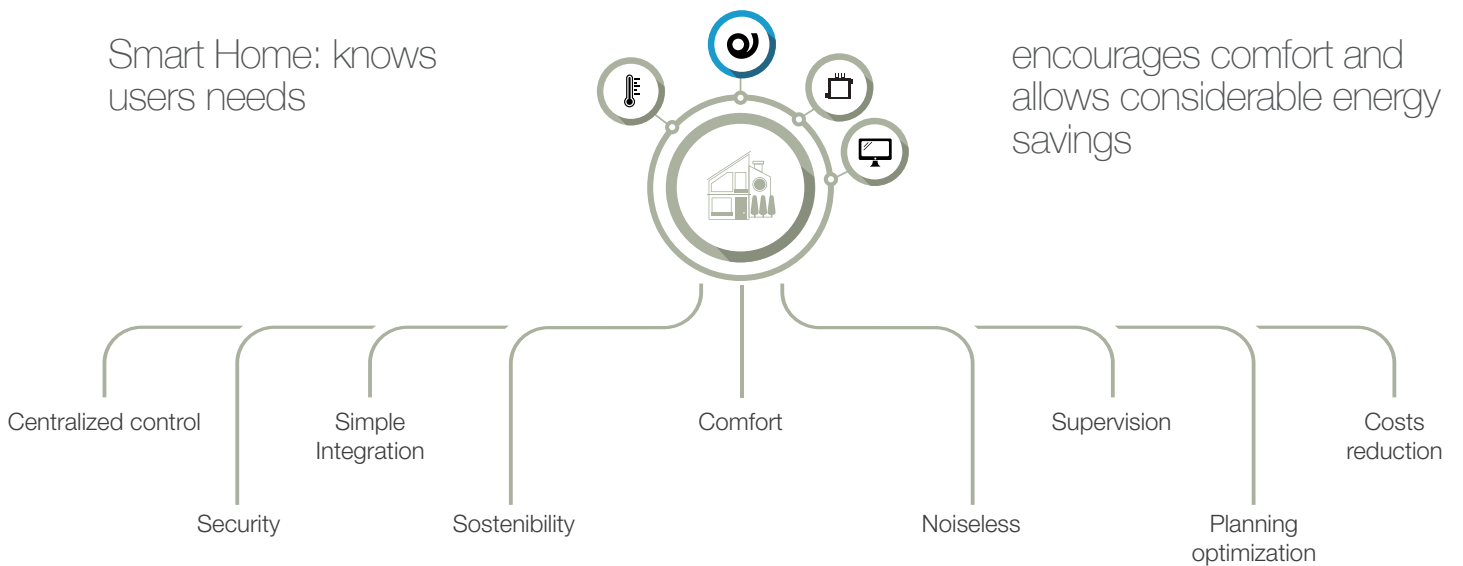 Smart Home: knows
users needs
encourages comfort and
allows considerable energy
savings
Centralized control
Simple
Integration
Comfort
Supervision
Costs
reduction
Security
Sostenibility
Noiseless
Planning
optimization